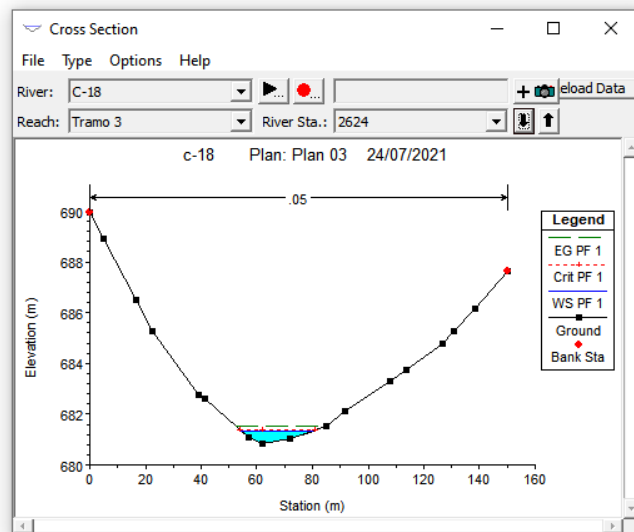 Cross Section
File Type Options Help
River: C-18 eload Data
Reach: Tramo 3 River Sta.: 2624
c-18 Plan: Plan 03 24/07/2021
.05
Legend
EG PF 1
Crit PF 1
WS PF 1
Ground
Bank Sta
Elevation (m)
690
688
686
684
682
680
0 20 40 60 80 100 120 140 160
Station (m)